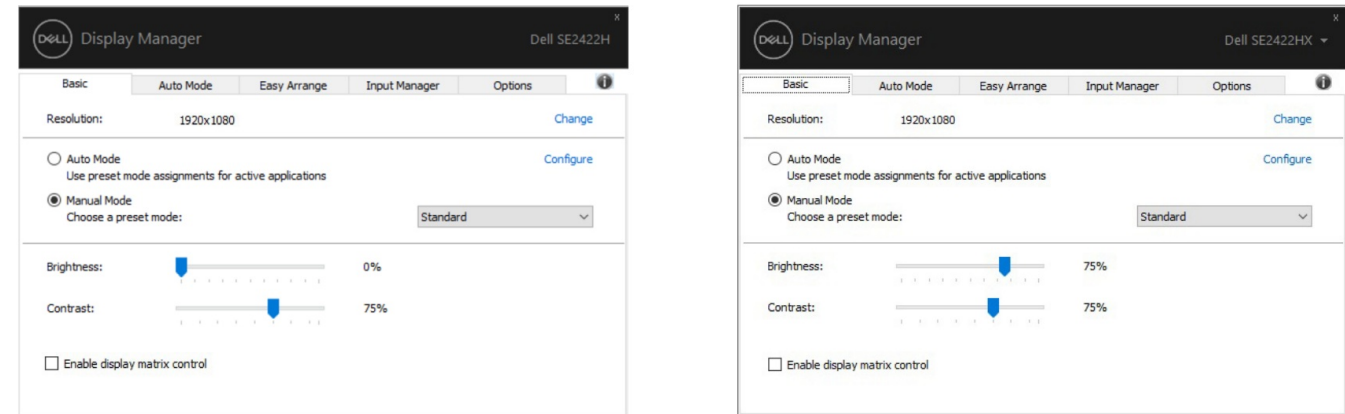 x
DELL Display Manager Dell SE2422H
Basic Auto Mode Easy Arrange Input Manager Options i
Resolution: 1920x1080 Change
Auto Mode Configure
Use preset mode assignments for active applications
Manual Mode
Choose a preset mode: Standard
Brightness: 0%
Contrast: 75%
Enable display matrix control
x
DELL Display Manager Dell SE2422HX
Basic Auto Mode Easy Arrange Input Manager Options i
Resolution: 1920x1080 Change
Auto Mode Configure
Use preset mode assignments for active applications
Manual Mode
Choose a preset mode: Standard
Brightness: 75%
Contrast: 75%
Enable display matrix control